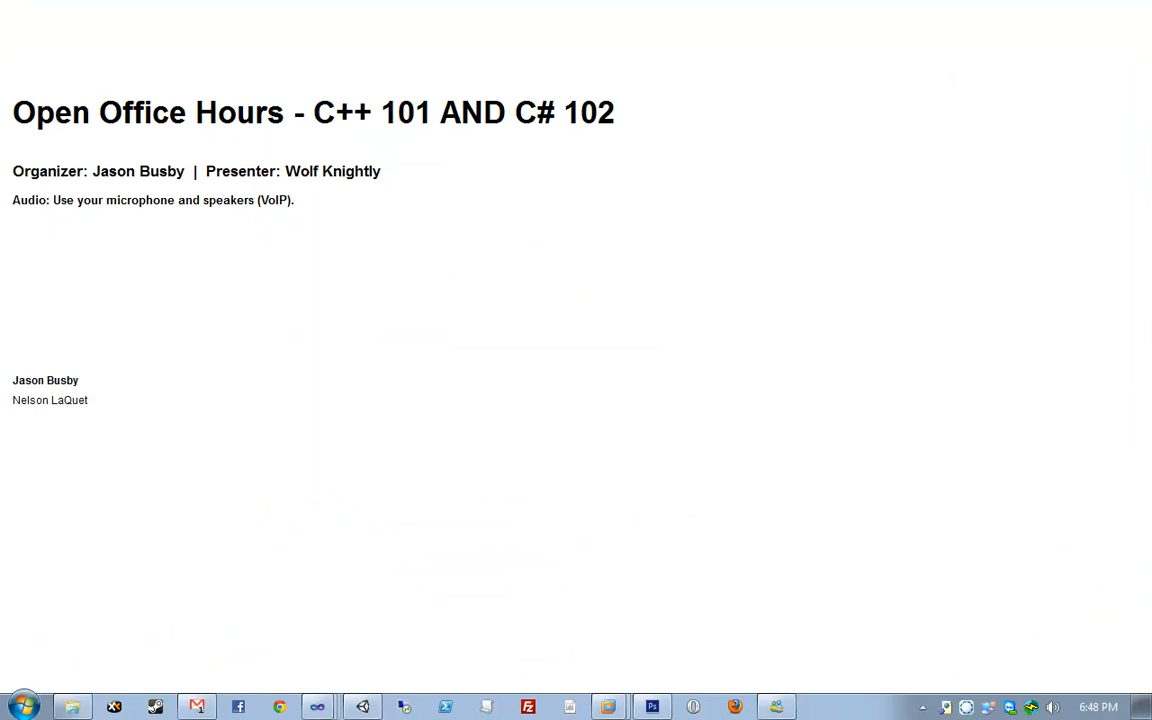 Open Office Hours - C++ 101 AND C# 102
Organizer: Jason Busby | Presenter: Wolf Knightly
Audio: Use your microphone and speakers (VoIP).
Jason Busby
Nelson LaQuet
6:48 PM